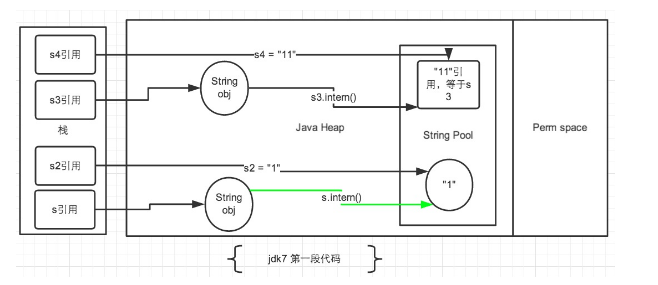 s4引用
s4 = "11"
s3引用
String
obj
s3.intern()
"11"引
用，等于s
3
栈
Java Heap
String Pool
Perm space
s2引用
s2 = "1"
s引用
String
obj
s.intern()
"1"
jdk7 第一段代码